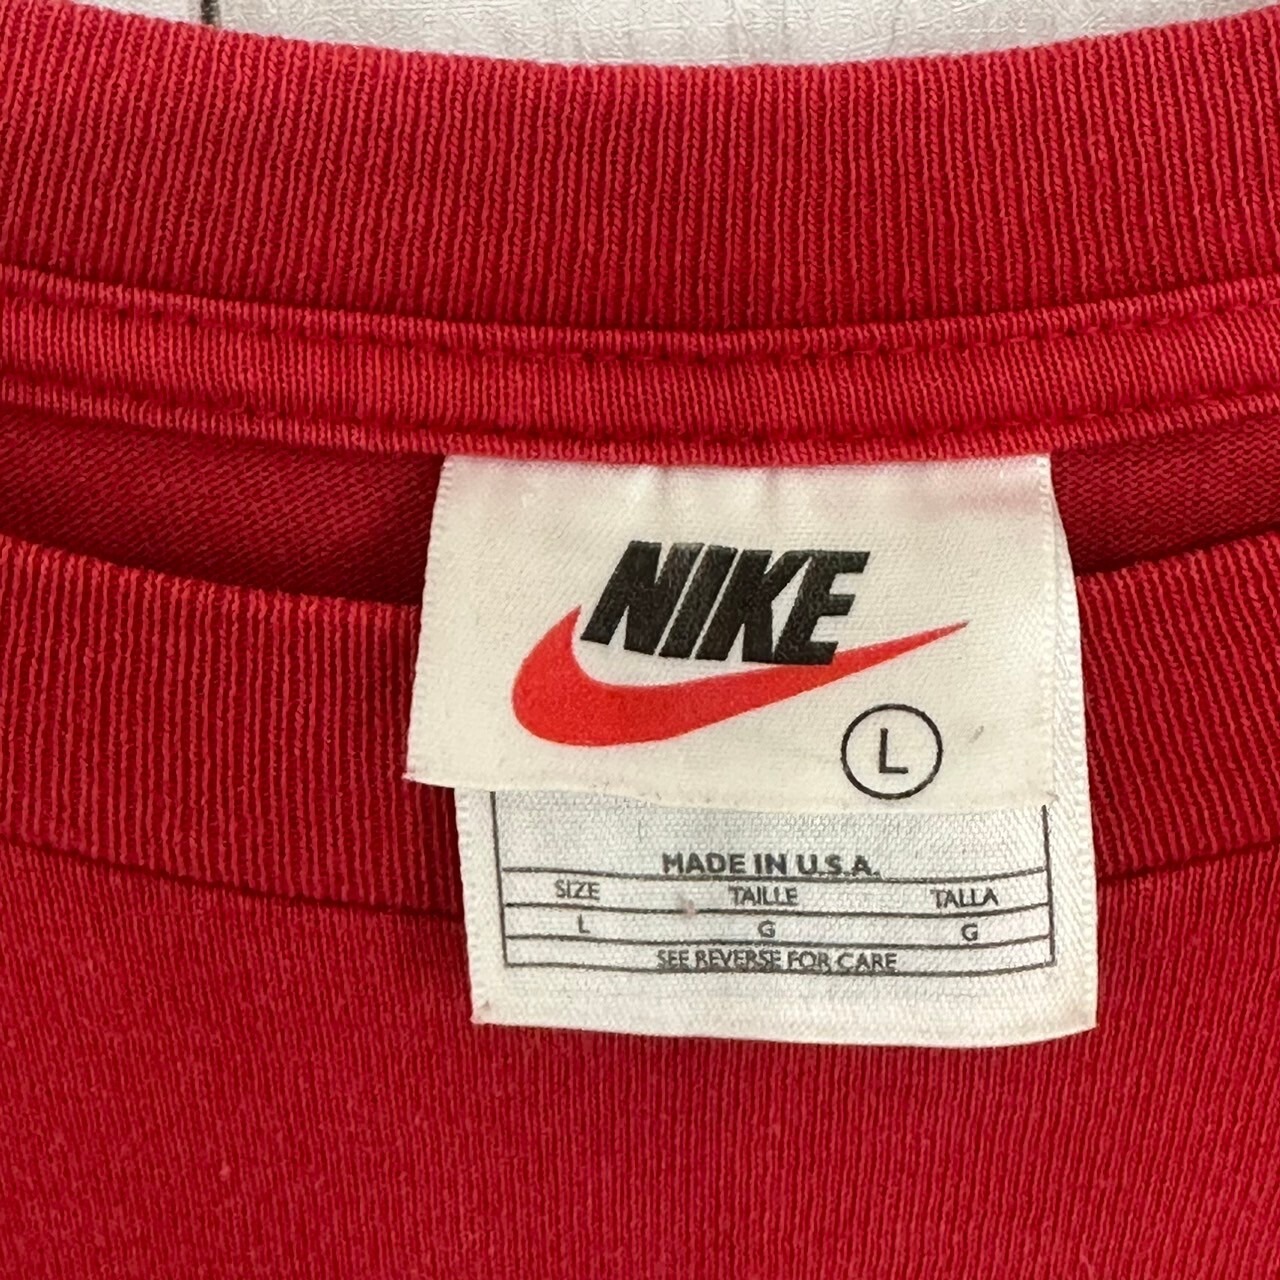 NIKE
L
MADE IN U.S.A.
SIZE TAILLE TALLA
L G G
SEE REVERSE FOR CARE